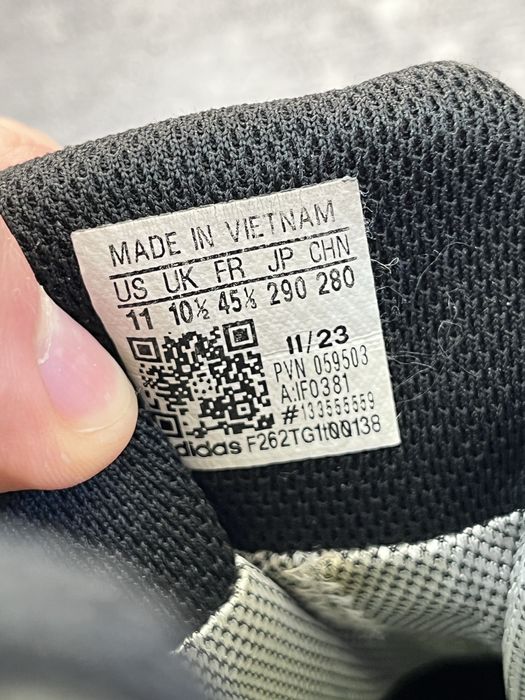 MADE IN VIETNAM
US UK FR JP CHN
11 10½ 45⅓ 290 280
11/23
PVN 059503
A:IF0381
#133555559
adidas F262TG1I00138